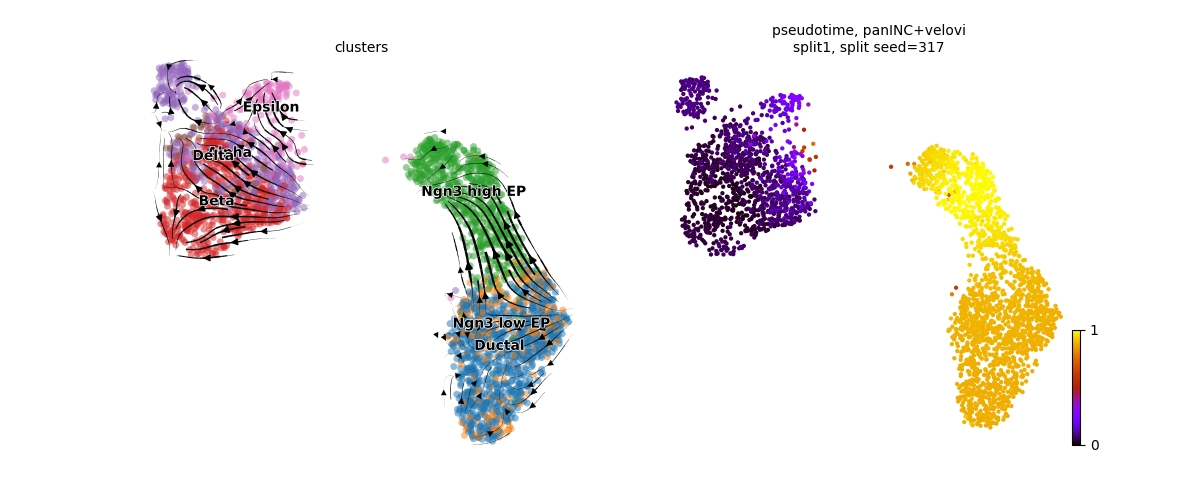 clusters
pseudotime, panINC+velovi
split1, split seed=317
Epsilon
Alpha
Delta
Beta
Ngn3 high EP
Ngn3 low EP
Ductal
1
0